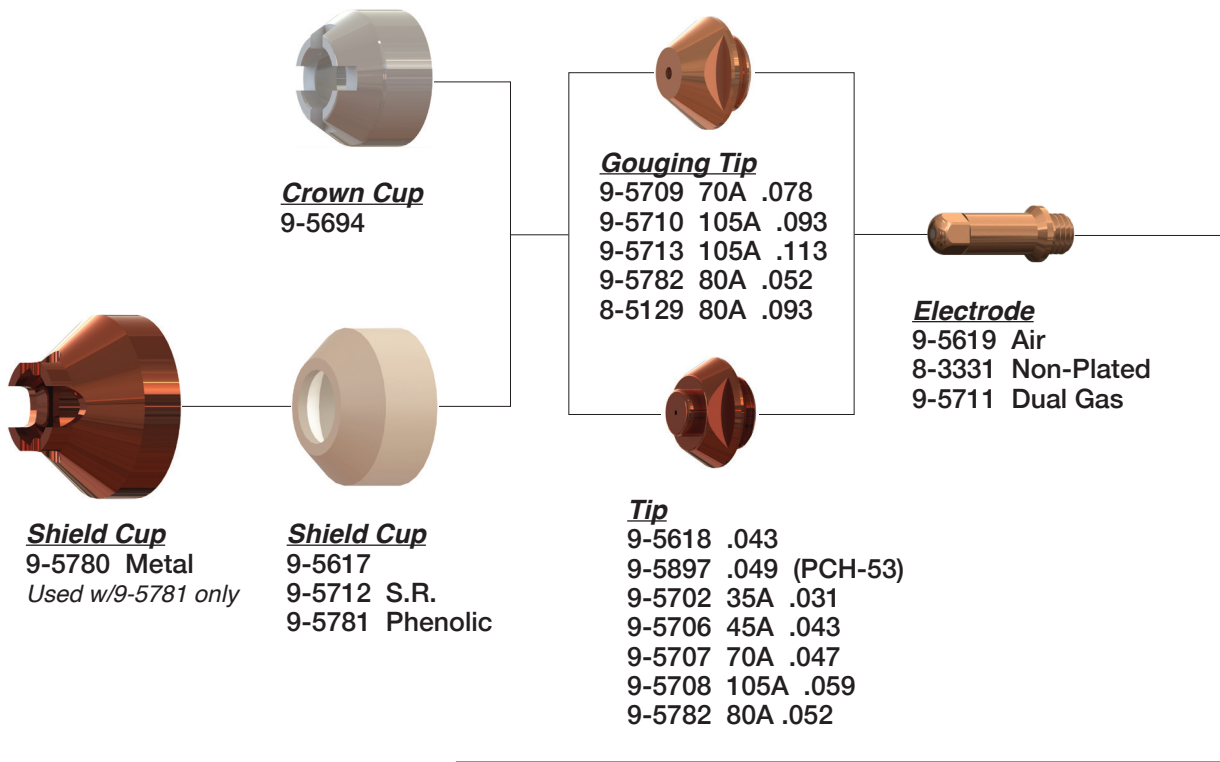 Crown Cup
9-5694
Gouging Tip
9-5709 70A .078
9-5710 105A .093
9-5713 105A .113
9-5782 80A .052
8-5129 80A .093
Electrode
9-5619 Air
8-3331 Non-Plated
9-5711 Dual Gas
Shield Cup
9-5780 Metal
Used w/9-5781 only
Shield Cup
9-5617
9-5712 S.R.
9-5781 Phenolic
Tip
9-5618 .043
9-5897 .049 (PCH-53)
9-5702 35A .031
9-5706 45A .043
9-5707 70A .047
9-5708 105A .059
9-5782 80A .052